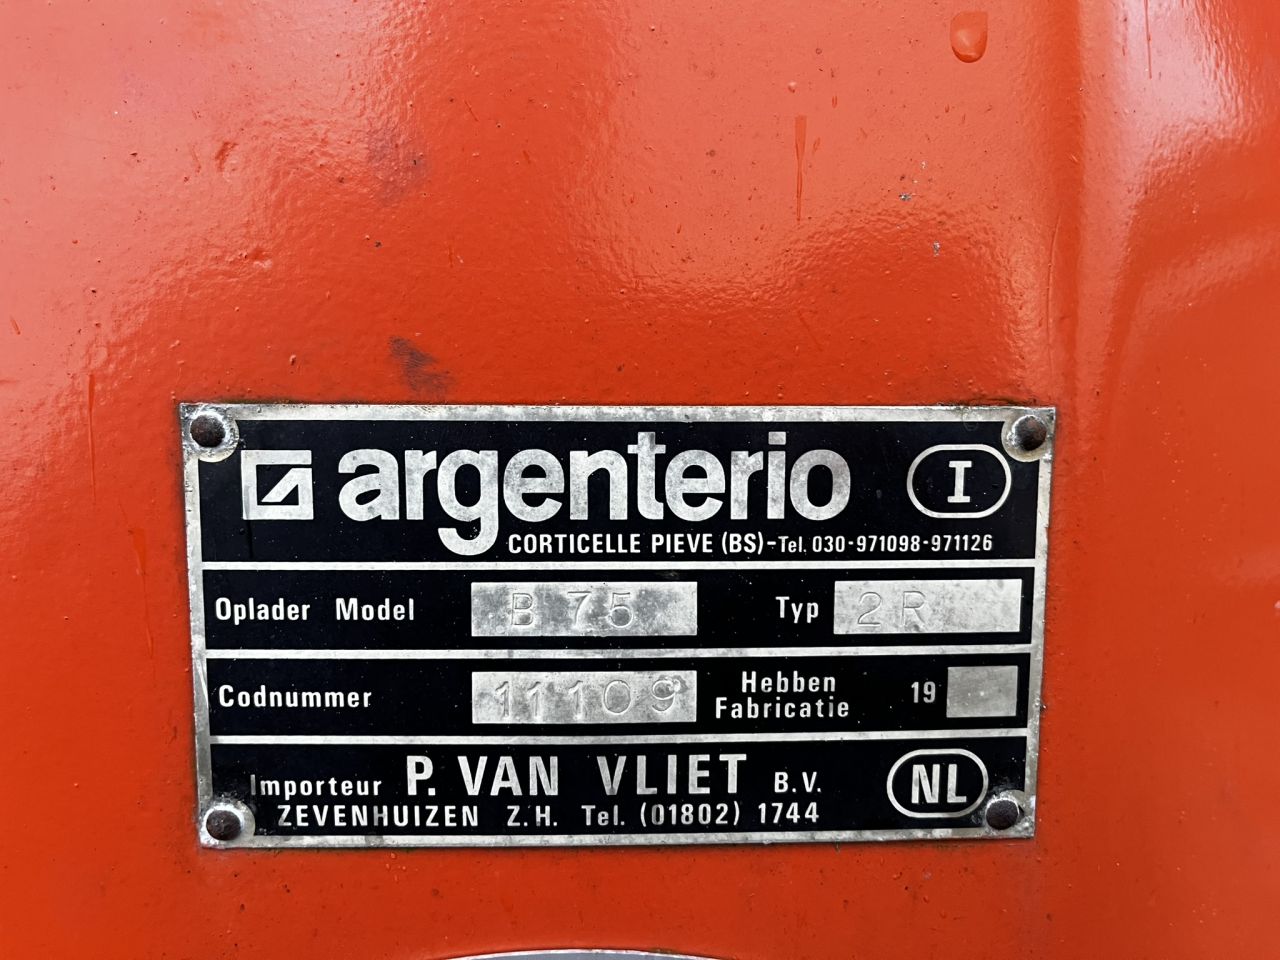 argenterio I
CORTICELLE PIEVE (BS)-Tel. 030-971098-971126
Oplader Model B 75 Typ 2R
Codnummer 11109 Hebben Fabricatie 19
Importeur P. VAN VLIET B.V. NL
ZEVENHUIZEN Z.H. Tel. (01802) 1744